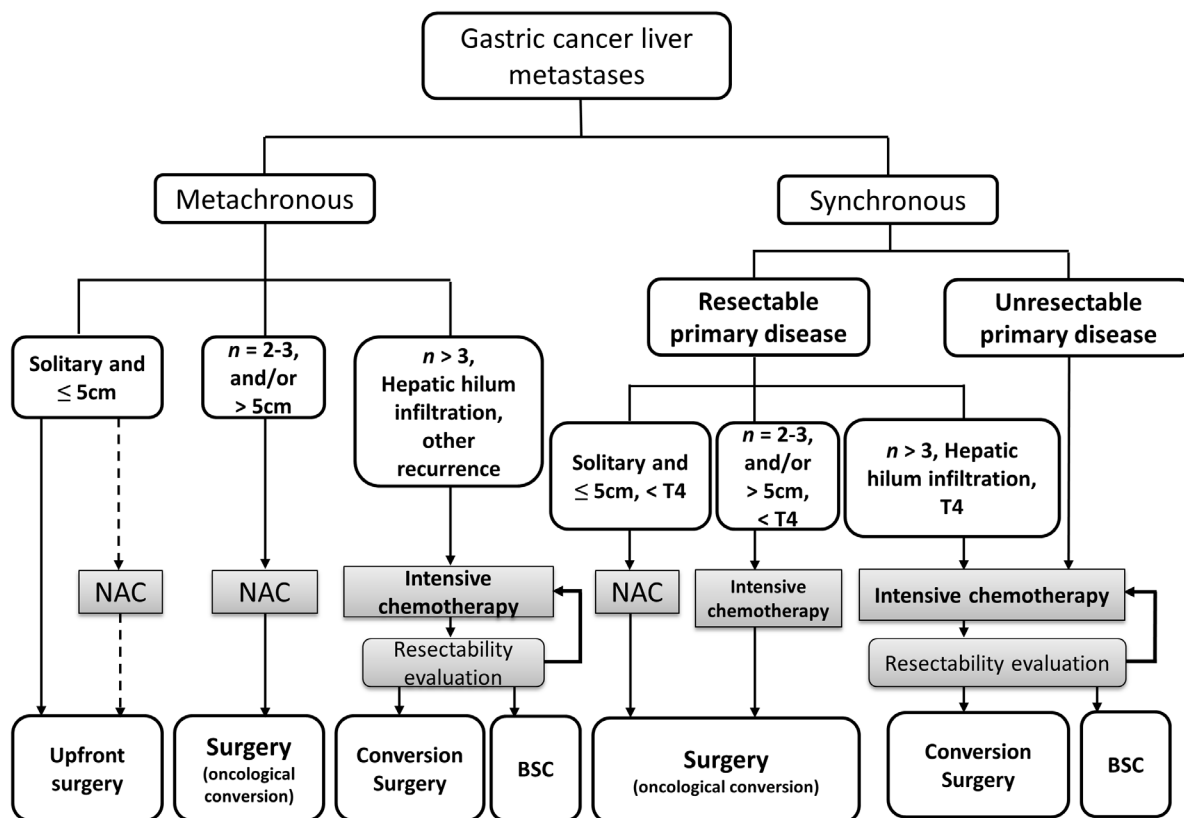 Gastric cancer liver
metastases
Metachronous
Synchronous
Resectable
primary disease
Unresectable
primary disease
Solitary and
≤ 5cm
n = 2-3,
and/or
> 5cm
n > 3,
Hepatic hilum
infiltration,
other
recurrence
Solitary and
≤ 5cm, < T4
n = 2-3,
and/or
> 5cm,
< T4
n > 3, Hepatic
hilum infiltration,
T4
NAC
NAC
Intensive
chemotherapy
NAC
Intensive
chemotherapy
Intensive chemotherapy
Resectability
evaluation
Resectability evaluation
Upfront
surgery
Surgery
(oncological
conversion)
Conversion
Surgery
BSC
Surgery
(oncological conversion)
Conversion
Surgery
BSC